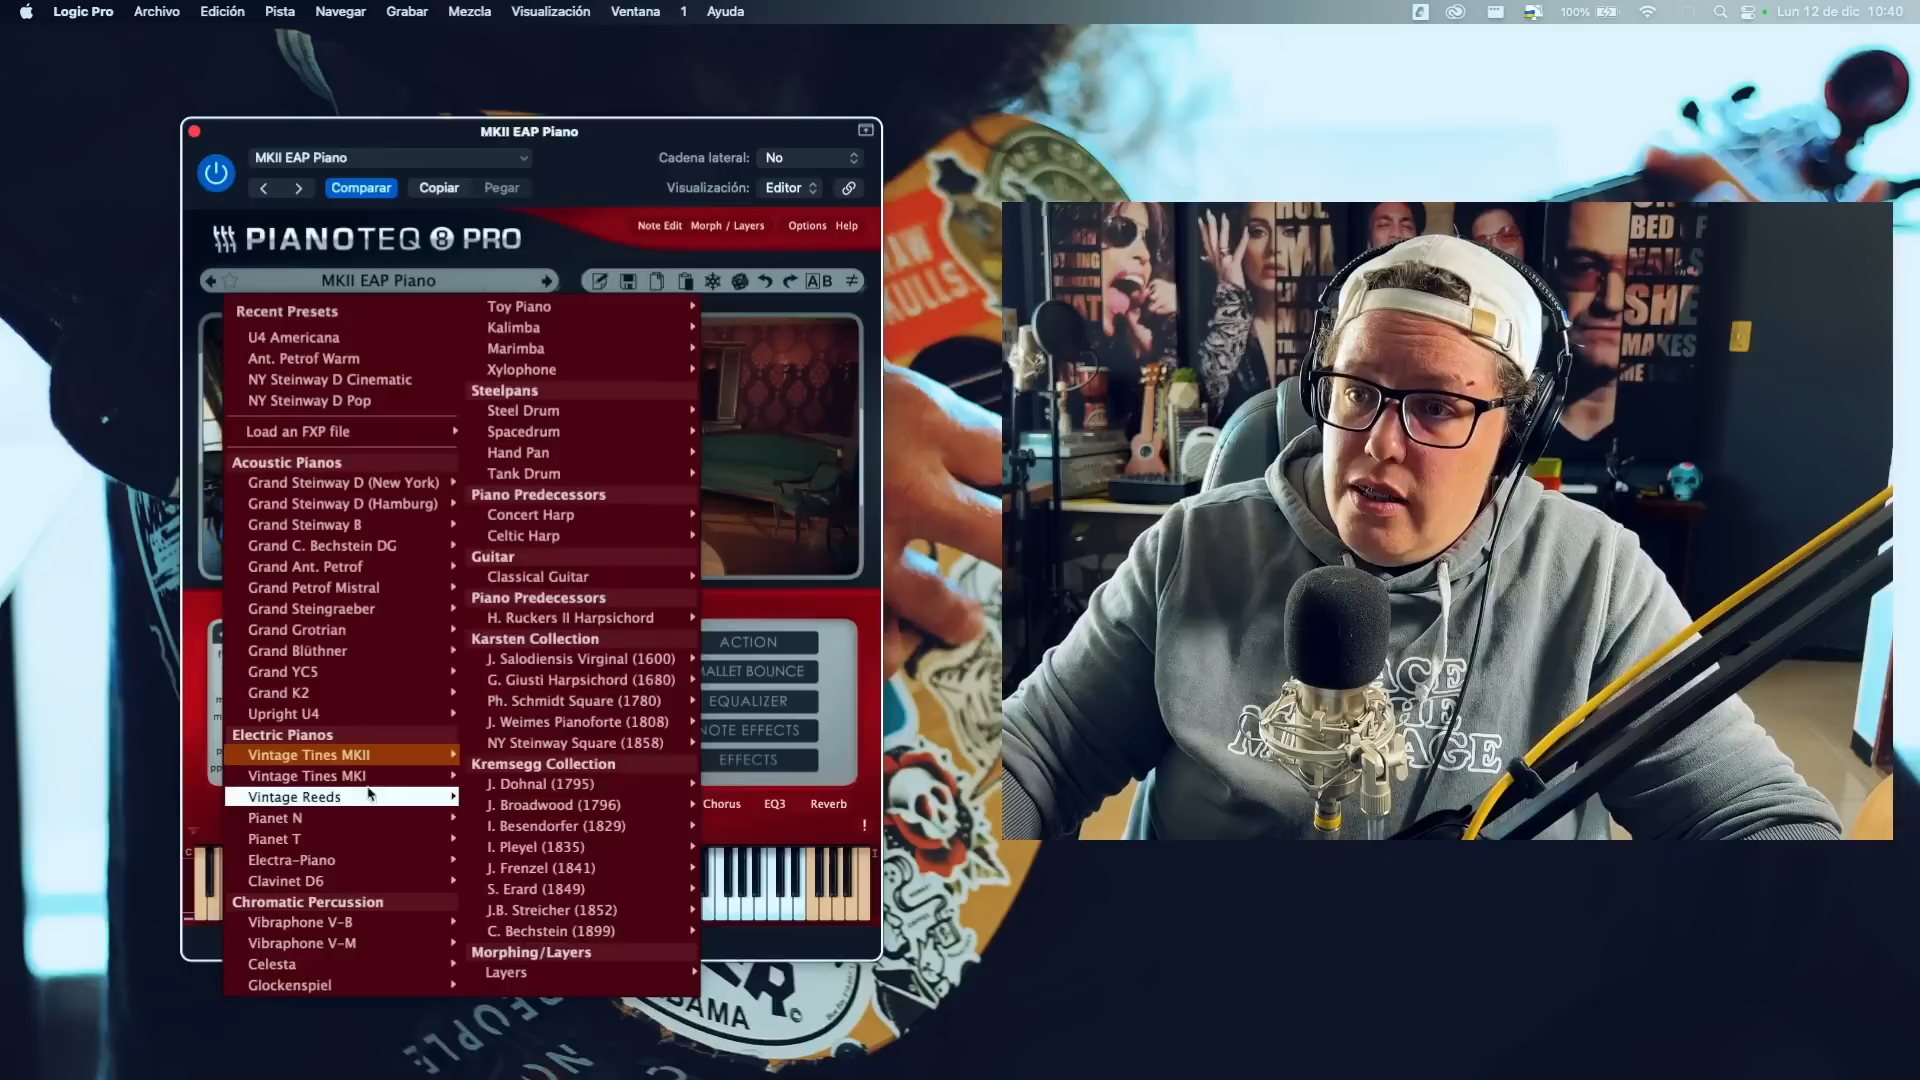 Logic Pro Archivo Edición Pista Navegar Grabar Mezcla Visualización Ventana 1 Ayuda
100% Lun 12 de dic 10:40
MKII EAP Piano
MKII EAP Piano
Cadena lateral: No
Comparar Copiar Pegar
Visualización: Editor
Note Edit Morph / Layers Options Help
PIANOTEQ 8 PRO
MKII EAP Piano
AB
Recent Presets
U4 Americana
Ant. Petrof Warm
NY Steinway D Cinematic
NY Steinway D Pop
Load an FXP file
Acoustic Pianos
Grand Steinway D (New York)
Grand Steinway D (Hamburg)
Grand Steinway B
Grand C. Bechstein DG
Grand Ant. Petrof
Grand Petrof Mistral
Grand Steingraeber
Grand Grotrian
Grand Blüthner
Grand YC5
Grand K2
Upright U4
Electric Pianos
Vintage Tines MKII
Vintage Tines MKI
Vintage Reeds
Pianet N
Pianet T
Electra-Piano
Clavinet D6
Chromatic Percussion
Vibraphone V-B
Vibraphone V-M
Celesta
Glockenspiel
Toy Piano
Kalimba
Marimba
Xylophone
Steelpans
Steel Drum
Spacedrum
Hand Pan
Tank Drum
Piano Predecessors
Concert Harp
Celtic Harp
Guitar
Classical Guitar
Piano Predecessors
H. Ruckers II Harpsichord
Karsten Collection
J. Salodiensis Virginal (1600)
G. Giusti Harpsichord (1680)
Ph. Schmidt Square (1780)
J. Weimes Pianoforte (1808)
NY Steinway Square (1858)
Kremsegg Collection
J. Dohnal (1795)
J. Broadwood (1796)
I. Besendorfer (1829)
I. Pleyel (1835)
J. Frenzel (1841)
S. Erard (1849)
J.B. Streicher (1852)
C. Bechstein (1899)
Morphing/Layers
Layers
ACTION
MALLET BOUNCE
EQUALIZER
NOTE EFFECTS
EFFECTS
Chorus EQ3 Reverb
!
SKULLS
BED OF
NAILS
SHE
MAKES
ME
PEOPLE